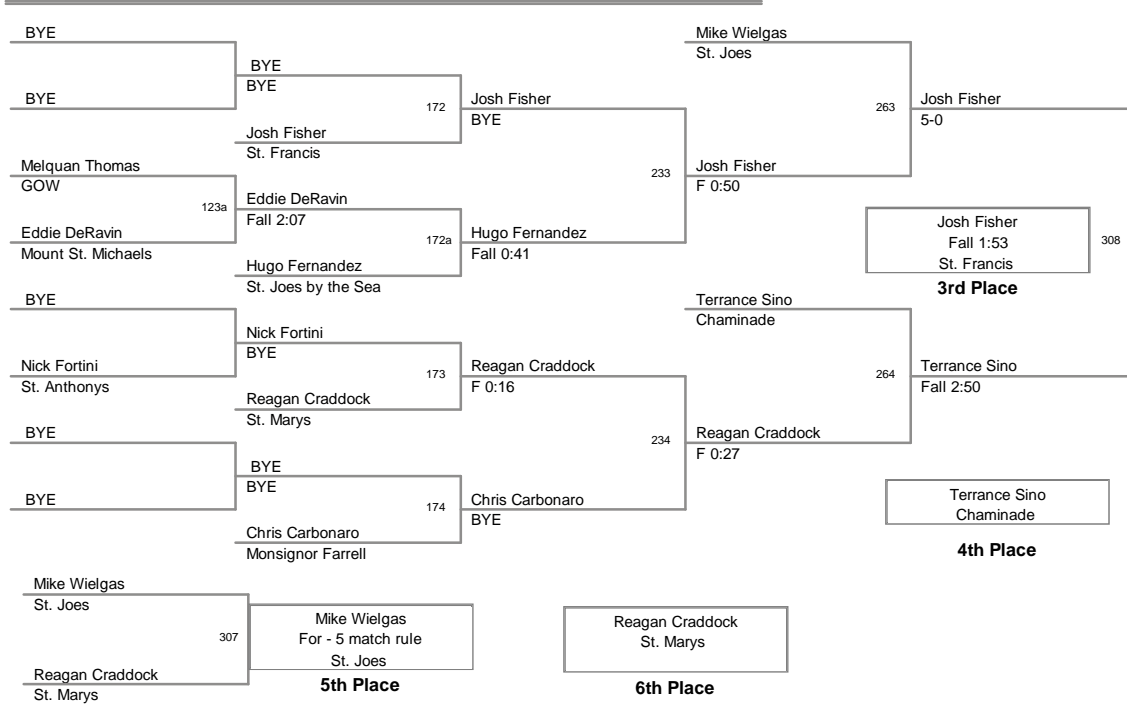 BYE
BYE
BYE
BYE
172
Josh Fisher
St. Francis
Josh Fisher
BYE
Melquan Thomas
GOW
123a
Eddie DeRavin
Mount St. Michaels
Eddie DeRavin
Fall 2:07
172a
Hugo Fernandez
St. Joes by the Sea
Hugo Fernandez
Fall 0:41
233
Josh Fisher
F 0:50
Mike Wielgas
St. Joes
263
Josh Fisher
5-0
Josh Fisher
Fall 1:53
St. Francis
308
3rd Place
BYE
Nick Fortini
St. Anthonys
Nick Fortini
BYE
173
Reagan Craddock
St. Marys
Reagan Craddock
F 0:16
BYE
BYE
BYE
BYE
174
Chris Carbonaro
Monsignor Farrell
Chris Carbonaro
BYE
234
Reagan Craddock
F 0:27
Terrance Sino
Chaminade
264
Terrance Sino
Fall 2:50
Terrance Sino
Chaminade
4th Place
Mike Wielgas
St. Joes
307
Reagan Craddock
St. Marys
Mike Wielgas
For - 5 match rule
St. Joes
5th Place
Reagan Craddock
St. Marys
6th Place